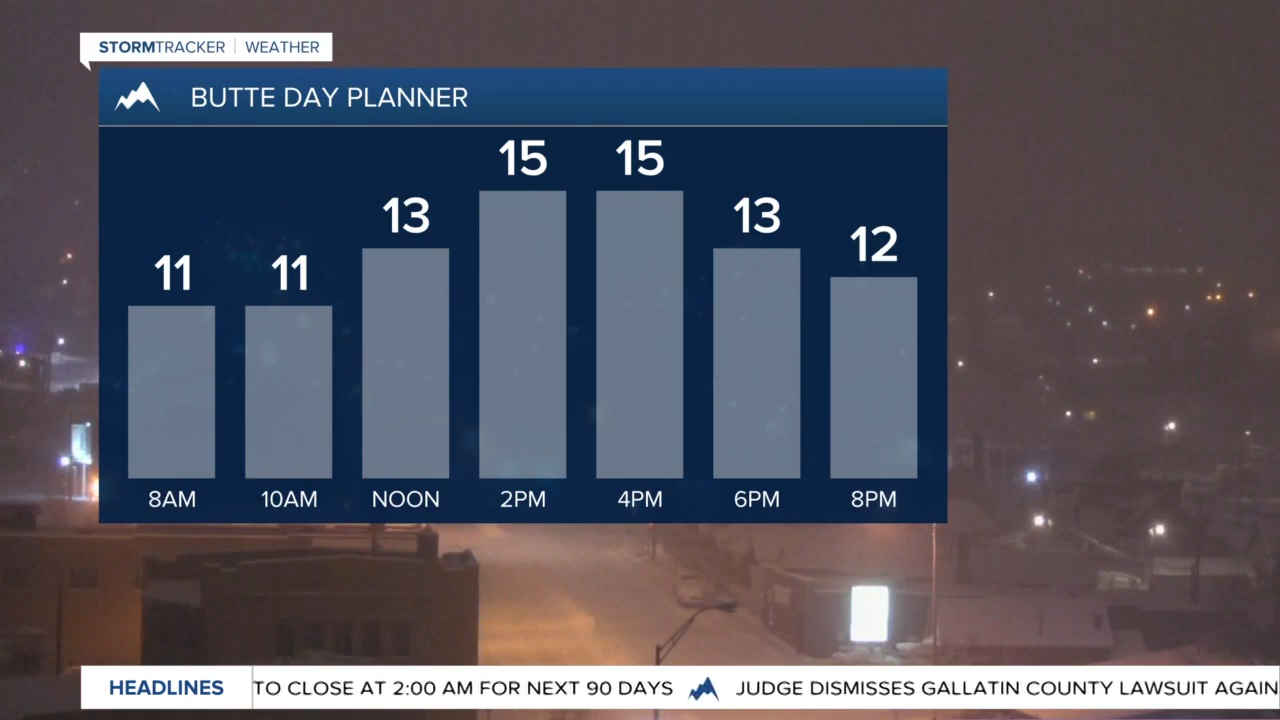 STORMTRACKER | WEATHER
BUTTE DAY PLANNER
11 11 13 15 15 13 12
8AM 10AM NOON 2PM 4PM 6PM 8PM
HEADLINES TO CLOSE AT 2:00 AM FOR NEXT 90 DAYS JUDGE DISMISSES GALLATIN COUNTY LAWSUIT AGAIN